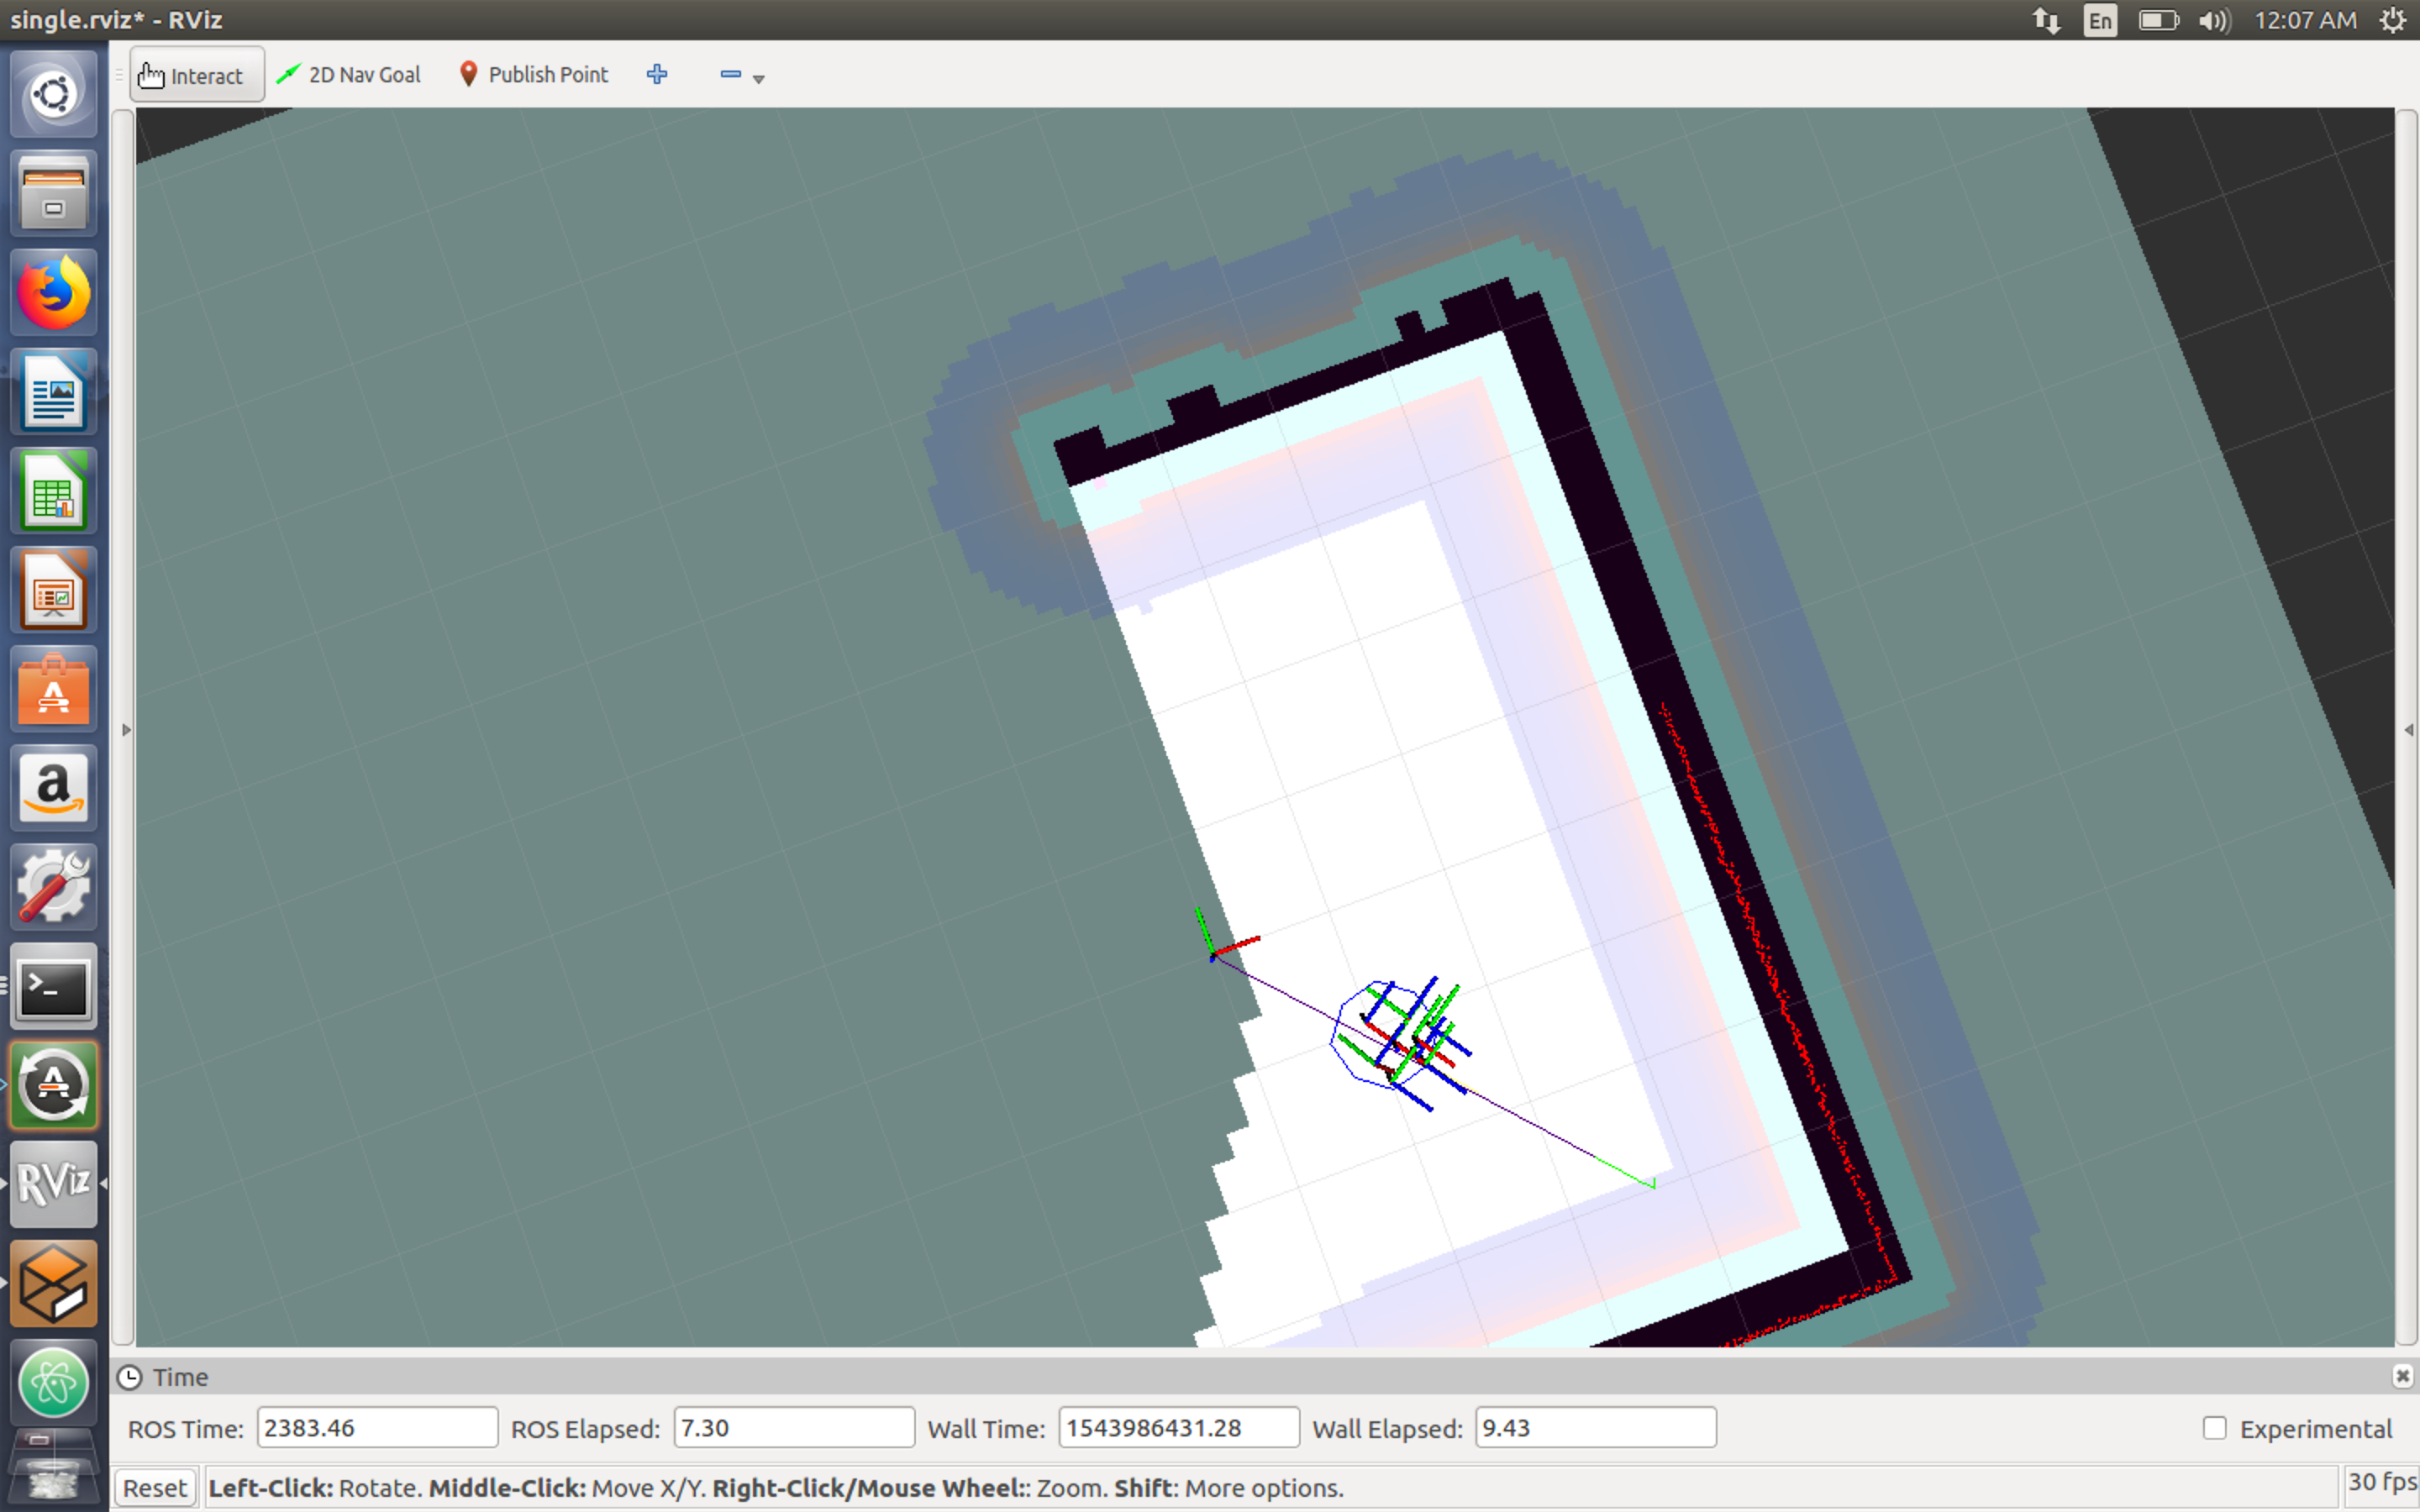 single.rviz* - RViz
En
12:07 AM
Interact
2D Nav Goal
Publish Point
RViz
Time
ROS Time: 2383.46 ROS Elapsed: 7.30 Wall Time: 1543986431.28 Wall Elapsed: 9.43 Experimental
Reset Left-Click: Rotate. Middle-Click: Move X/Y. Right-Click/Mouse Wheel:: Zoom. Shift: More options. 30 fps